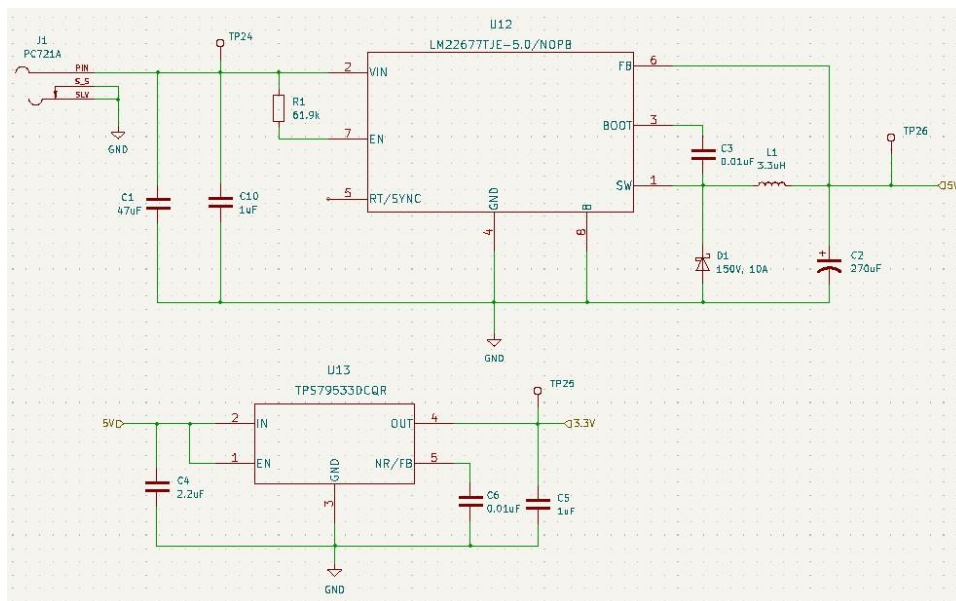 U12
LM22677TJE-5.0/NOPB
J1
PC721A
PIN
S_S
SLV
GND
TP24
R1
61.9k
C1
47uF
C10
1uF
2
VIN
7
EN
5
RT/SYNC
GND
4
B
8
FB
6
BOOT
3
SW
1
C3
0.01uF
L1
3.3uH
TP26
5V
D1
150V, 10A
C2
270uF
GND
U13
TPS79533DCQR
TP25
5V
2
IN
1
EN
GND
3
OUT
4
NR/FB
5
3.3V
C4
2.2uF
C6
0.01uF
C5
1uF
GND